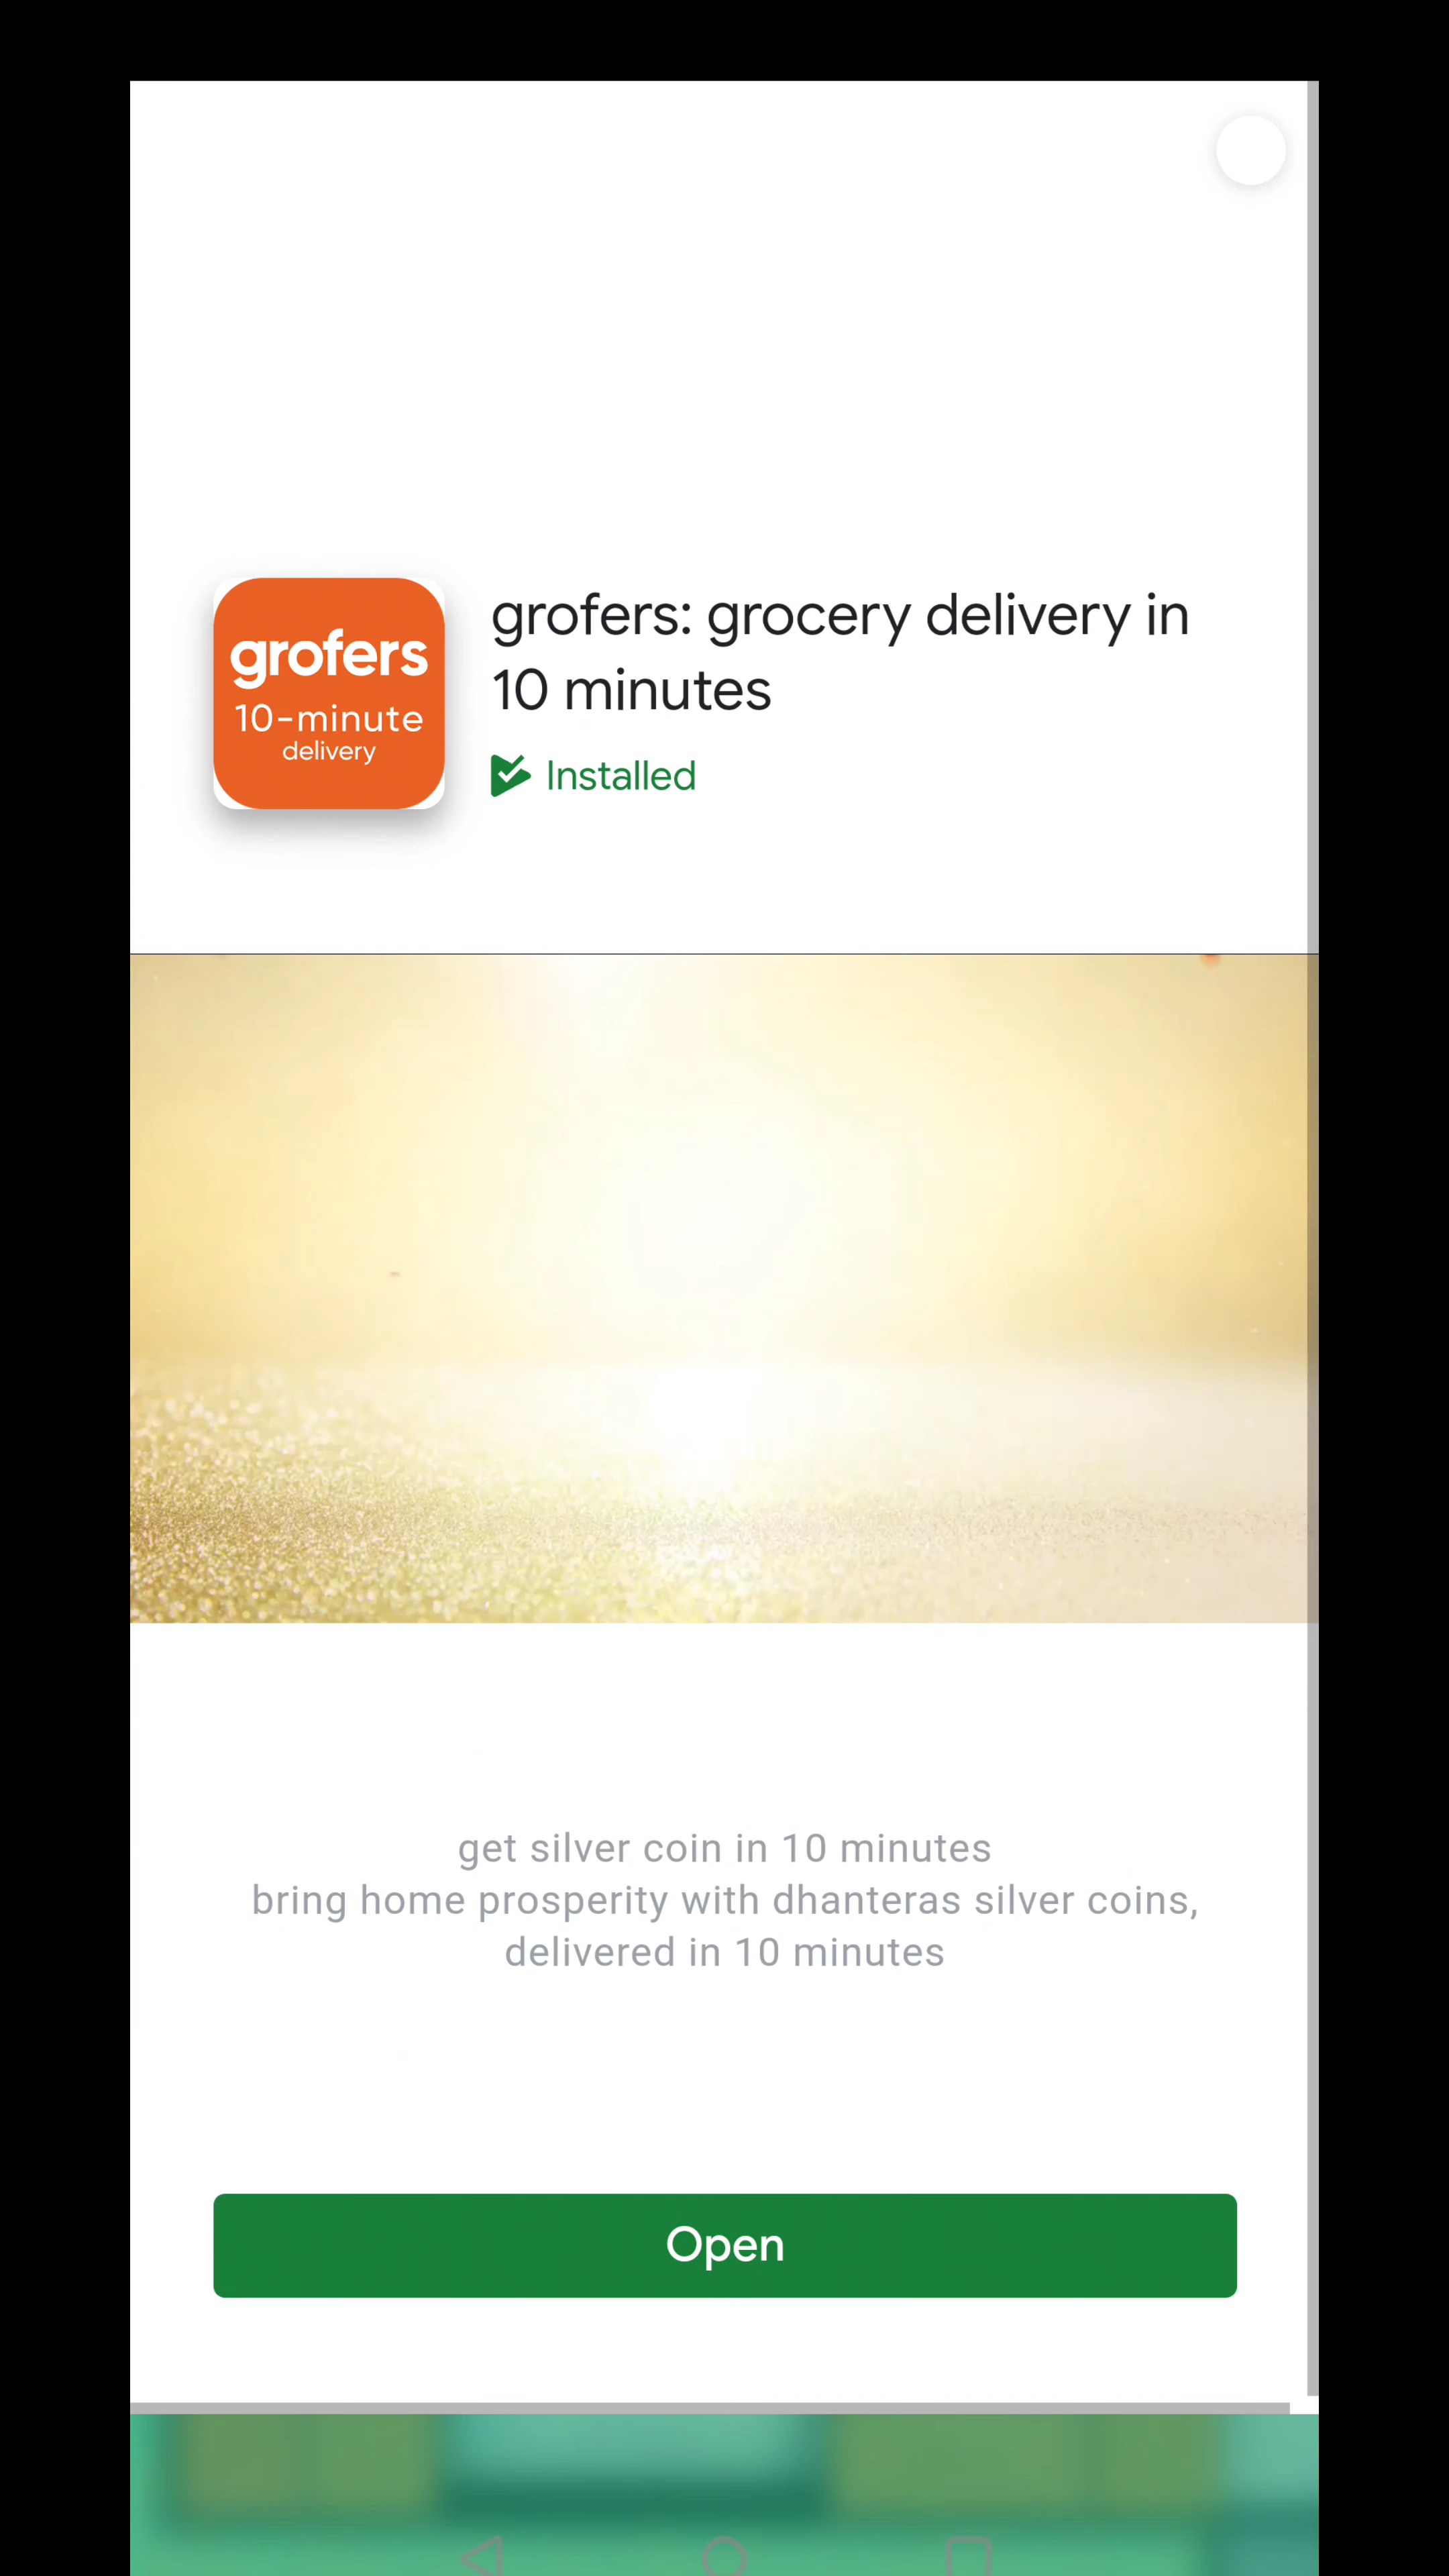 grofers
10-minute
delivery
grofers: grocery delivery in
10 minutes
Installed
get silver coin in 10 minutes
bring home prosperity with dhanteras silver coins,
delivered in 10 minutes
Open